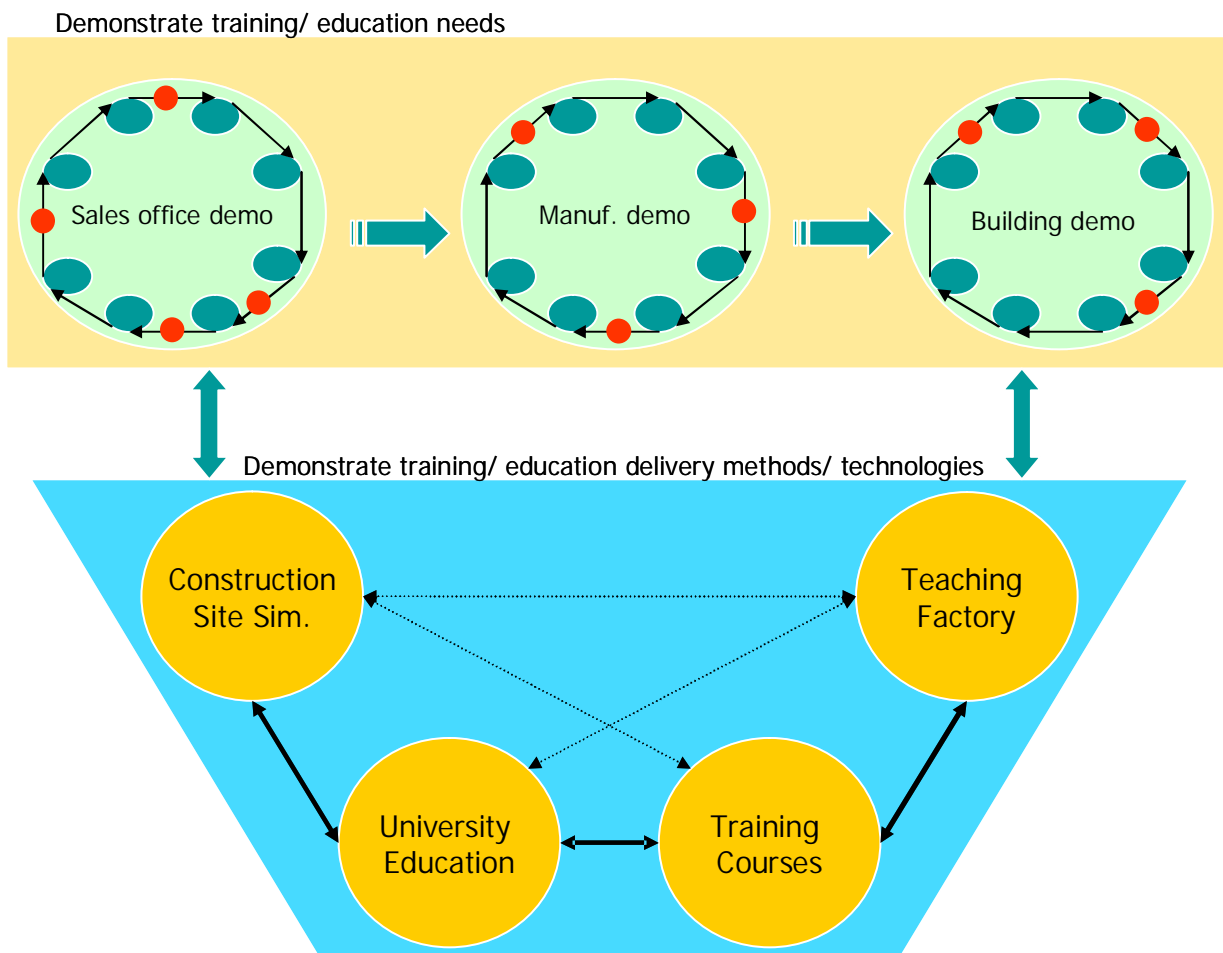 Demonstrate training/ education needs
Sales office demo
Manuf. demo
Building demo
Demonstrate training/ education delivery methods/ technologies
Construction
Site Sim.
Teaching
Factory
University
Education
Training
Courses